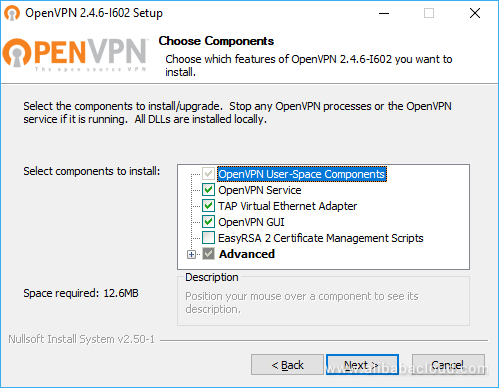 OpenVPN 2.4.6-I602 Setup
OPENVPN
The open source VPN
Choose Components
Choose which features of OpenVPN 2.4.6-I602 you want to
install.
Select the components to install/upgrade. Stop any OpenVPN processes or the OpenVPN
service if it is running. All DLLs are installed locally.
Select components to install:
OpenVPN User-Space Components
OpenVPN Service
TAP Virtual Ethernet Adapter
OpenVPN GUI
EasyRSA 2 Certificate Management Scripts
Advanced
Space required: 12.6MB
Description
Position your mouse over a component to see its
description.
Nullsoft Install System v2.50-1
< Back
Next >
Cancel